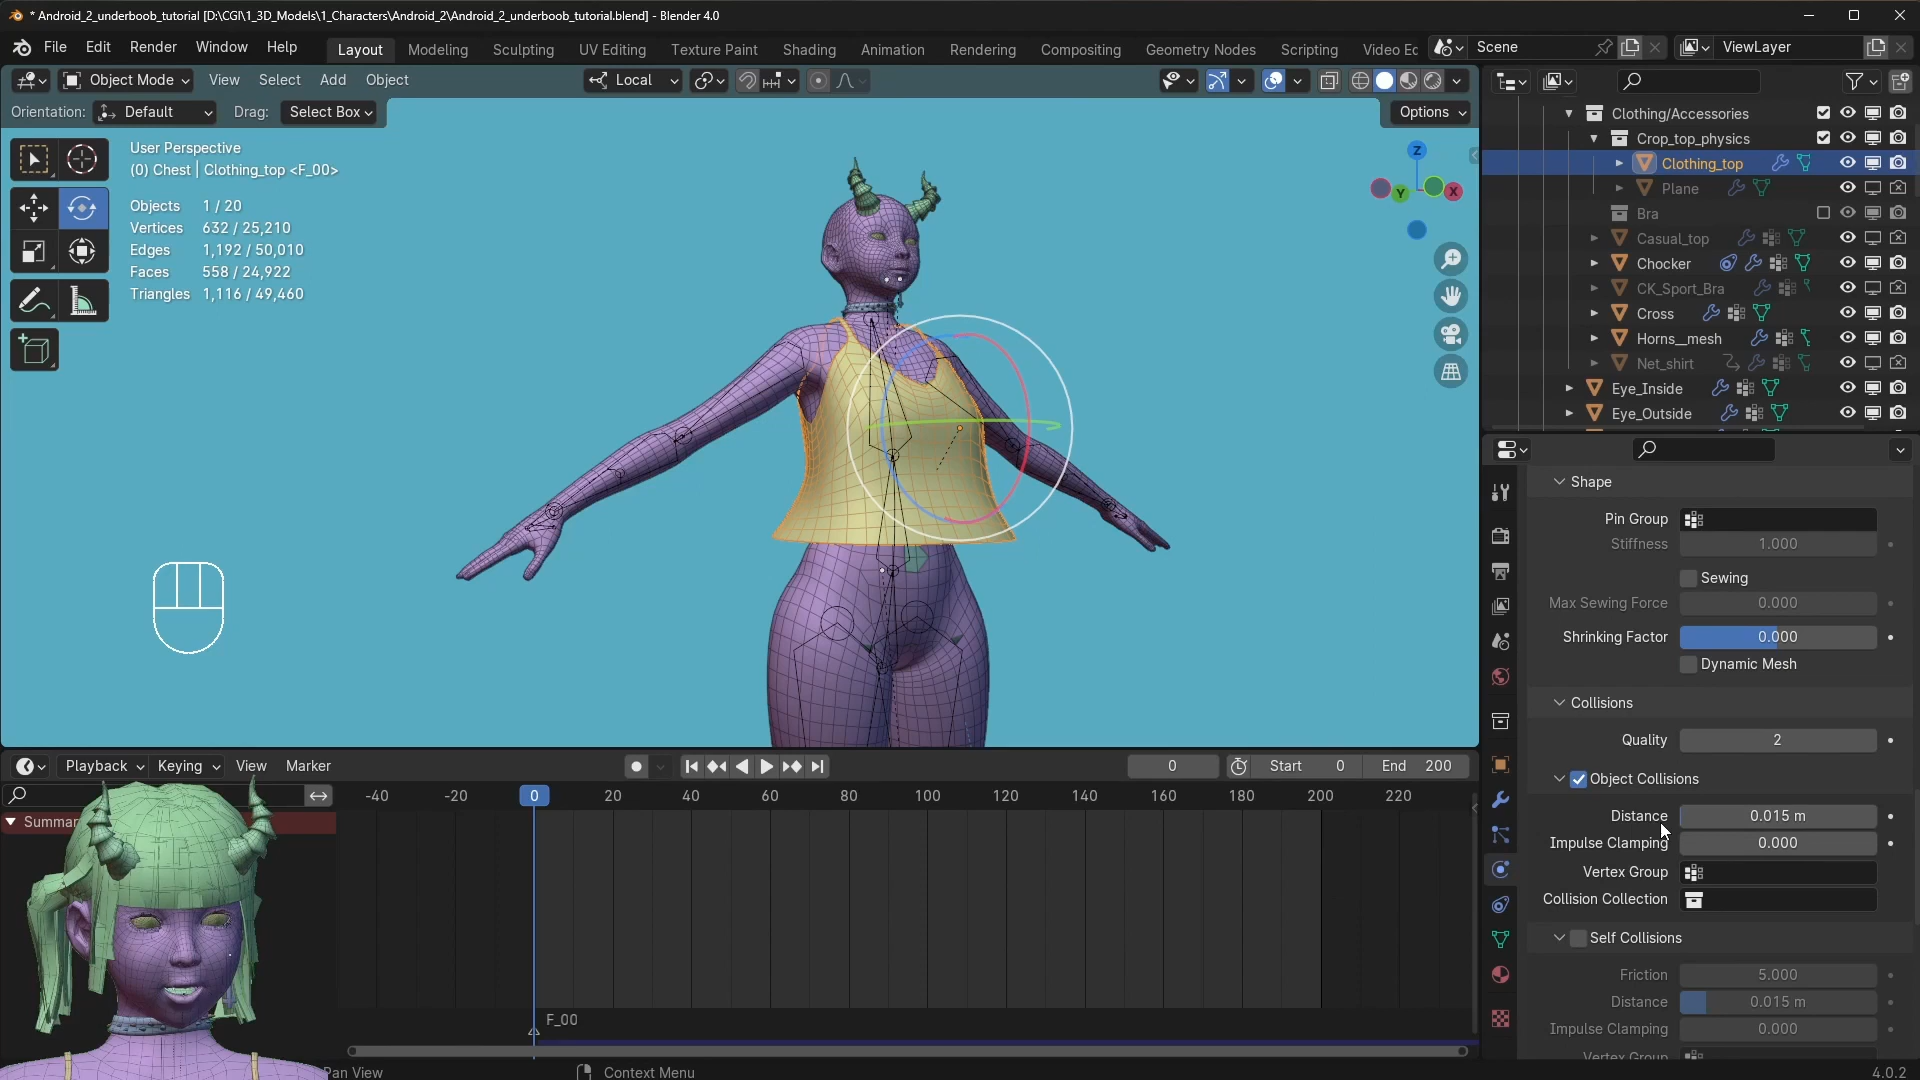 * Android_2_underboob_tutorial [D:\CGI\1_3D_Models\1_Characters\Android_2\Android_2_underboob_tutorial.blend] - Blender 4.0
File Edit Render Window Help
Layout Modeling Sculpting UV Editing Texture Paint Shading Animation Rendering Compositing Geometry Nodes Scripting Video Ec
Scene
ViewLayer
Object Mode View Select Add Object
Local
Orientation: Default Drag: Select Box
Options
User Perspective
(0) Chest | Clothing_top <F_00>
Objects 1 / 20
Vertices 632 / 25,210
Edges 1,192 / 50,010
Faces 558 / 24,922
Triangles 1,116 / 49,460
Z
Y
X
Clothing/Accessories
Crop_top_physics
Clothing_top
Plane
Bra
Casual_top
Chocker
CK_Sport_Bra
Cross
Horns__mesh
Net_shirt
Eye_Inside
Eye_Outside
Shape
Pin Group
Stiffness 1.000
Sewing
Max Sewing Force 0.000
Shrinking Factor 0.000
Dynamic Mesh
Collisions
Quality 2
Object Collisions
Distance 0.015 m
Impulse Clamping 0.000
Vertex Group
Collision Collection
Self Collisions
Friction 5.000
Distance 0.015 m
Impulse Clamping 0.000
Vertex Group
Playback Keying View Marker
0
Start 0
End 200
-40 -20 0 20 40 60 80 100 120 140 160 180 200 220
Summar
F_00
Pan View
Context Menu
4.0.2